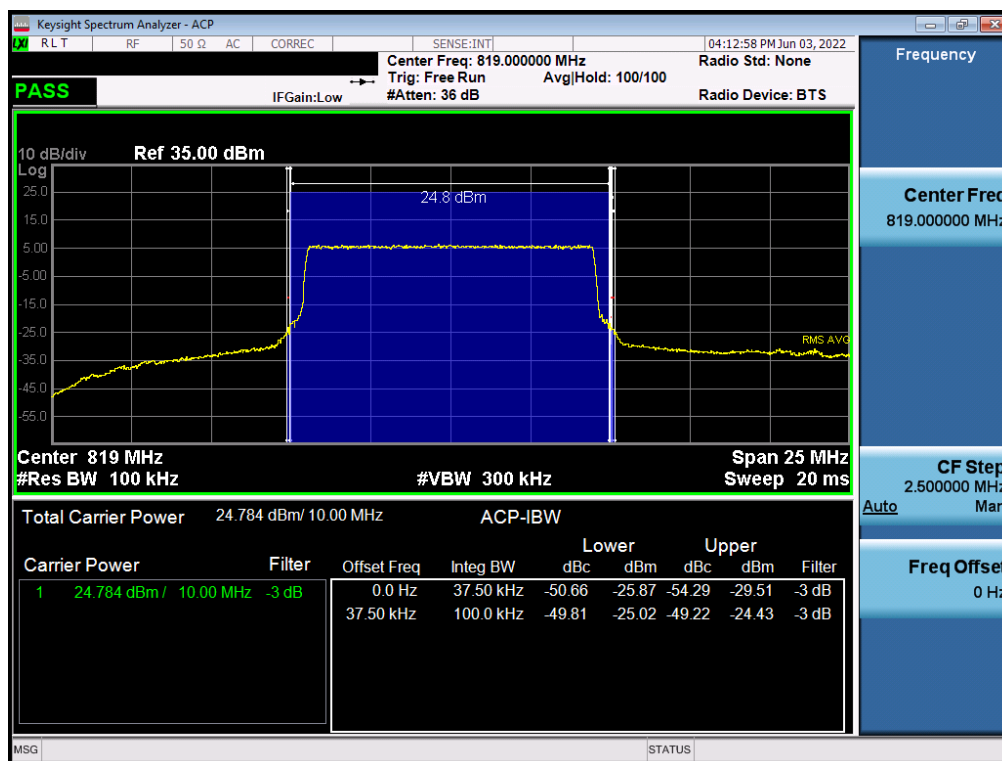 Keysight Spectrum Analyzer - ACP
LXI RLT RF 50 Ω AC CORREC SENSE:INT 04:12:58 PM Jun 03, 2022
Center Freq: 819.000000 MHz Radio Std: None
Trig: Free Run Avg|Hold: 100/100
PASS IFGain:Low #Atten: 36 dB Radio Device: BTS
10 dB/div Ref 35.00 dBm
Log
25.0
24.8 dBm
15.0
5.00
-5.00
-15.0
-25.0
RMS AVG
-35.0
-45.0
-55.0
Center 819 MHz Span 25 MHz
#Res BW 100 kHz #VBW 300 kHz Sweep 20 ms
Total Carrier Power 24.784 dBm/ 10.00 MHz ACP-IBW
Lower Upper
Carrier Power Filter Offset Freq Integ BW dBc dBm dBc dBm Filter
1 24.784 dBm / 10.00 MHz -3 dB 0.0 Hz 37.50 kHz -50.66 -25.87 -54.29 -29.51 -3 dB
37.50 kHz 100.0 kHz -49.81 -25.02 -49.22 -24.43 -3 dB
MSG STATUS
Frequency
Center Freq
819.000000 MHz
CF Step
2.500000 MHz
Auto Man
Freq Offset
0 Hz